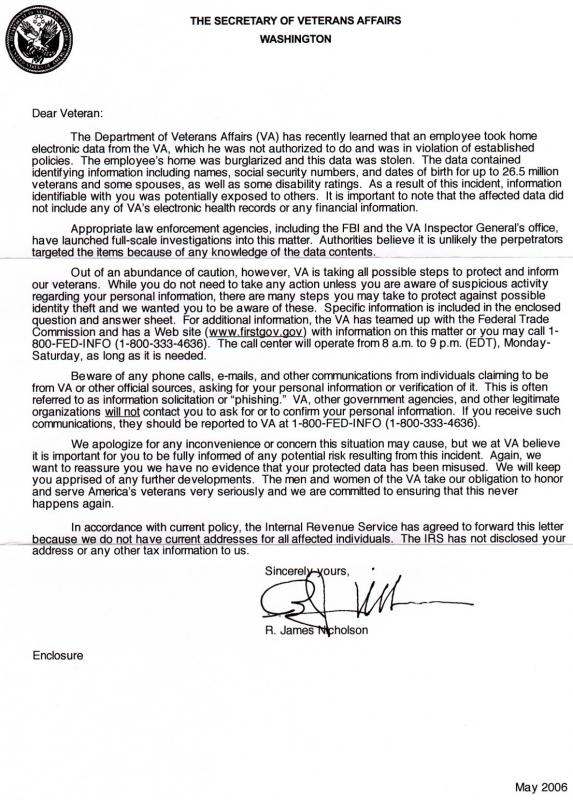 THE SECRETARY OF VETERANS AFFAIRS
WASHINGTON
Dear Veteran:
The Department of Veterans Affairs (VA) has recently learned that an employee took home
electronic data from the VA, which he was not authorized to do and was in violation of established
policies. The employee's home was burglarized and this data was stolen. The data contained
identifying information including names, social security numbers, and dates of birth for up to 26.5 million
veterans and some spouses, as well as some disability ratings. As a result of this incident, information
identifiable with you was potentially exposed to others. It is important to note that the affected data did
not include any of VA's electronic health records or any financial information.
Appropriate law enforcement agencies, including the FBI and the VA Inspector General's office,
have launched full-scale investigations into this matter. Authorities believe it is unlikely the perpetrators
targeted the items because of any knowledge of the data contents.
Out of an abundance of caution, however, VA is taking all possible steps to protect and inform
our veterans. While you do not need to take any action unless you are aware of suspicious activity
regarding your personal information, there are many steps you may take to protect against possible
identity theft and we wanted you to be aware of these. Specific information is included in the enclosed
question and answer sheet. For additional information, the VA has teamed up with the Federal Trade
Commission and has a Web site (www.firstgov.gov) with information on this matter or you may call 1-
800-FED-INFO (1-800-333-4636). The call center will operate from 8 a.m. to 9 p.m. (EDT), Monday-
Saturday, as long as it is needed.
Beware of any phone calls, e-mails, and other communications from individuals claiming to be
from VA or other official sources, asking for your personal information or verification of it. This is often
referred to as information solicitation or "phishing." VA, other government agencies, and other legitimate
organizations will not contact you to ask for or to confirm your personal information. If you receive such
communications, they should be reported to VA at 1-800-FED-INFO (1-800-333-4636).
We apologize for any inconvenience or concern this situation may cause, but we at VA believe
it is important for you to be fully informed of any potential risk resulting from this incident. Again, we
want to reassure you we have no evidence that your protected data has been misused. We will keep
you apprised of any further developments. The men and women of the VA take our obligation to honor
and serve America's veterans very seriously and we are committed to ensuring that this never
happens again.
In accordance with current policy, the Internal Revenue Service has agreed to forward this letter
because we do not have current addresses for all affected individuals. The IRS has not disclosed your
address or any other tax information to us.
Sincerely yours,
R. James Nicholson
Enclosure
May 2006